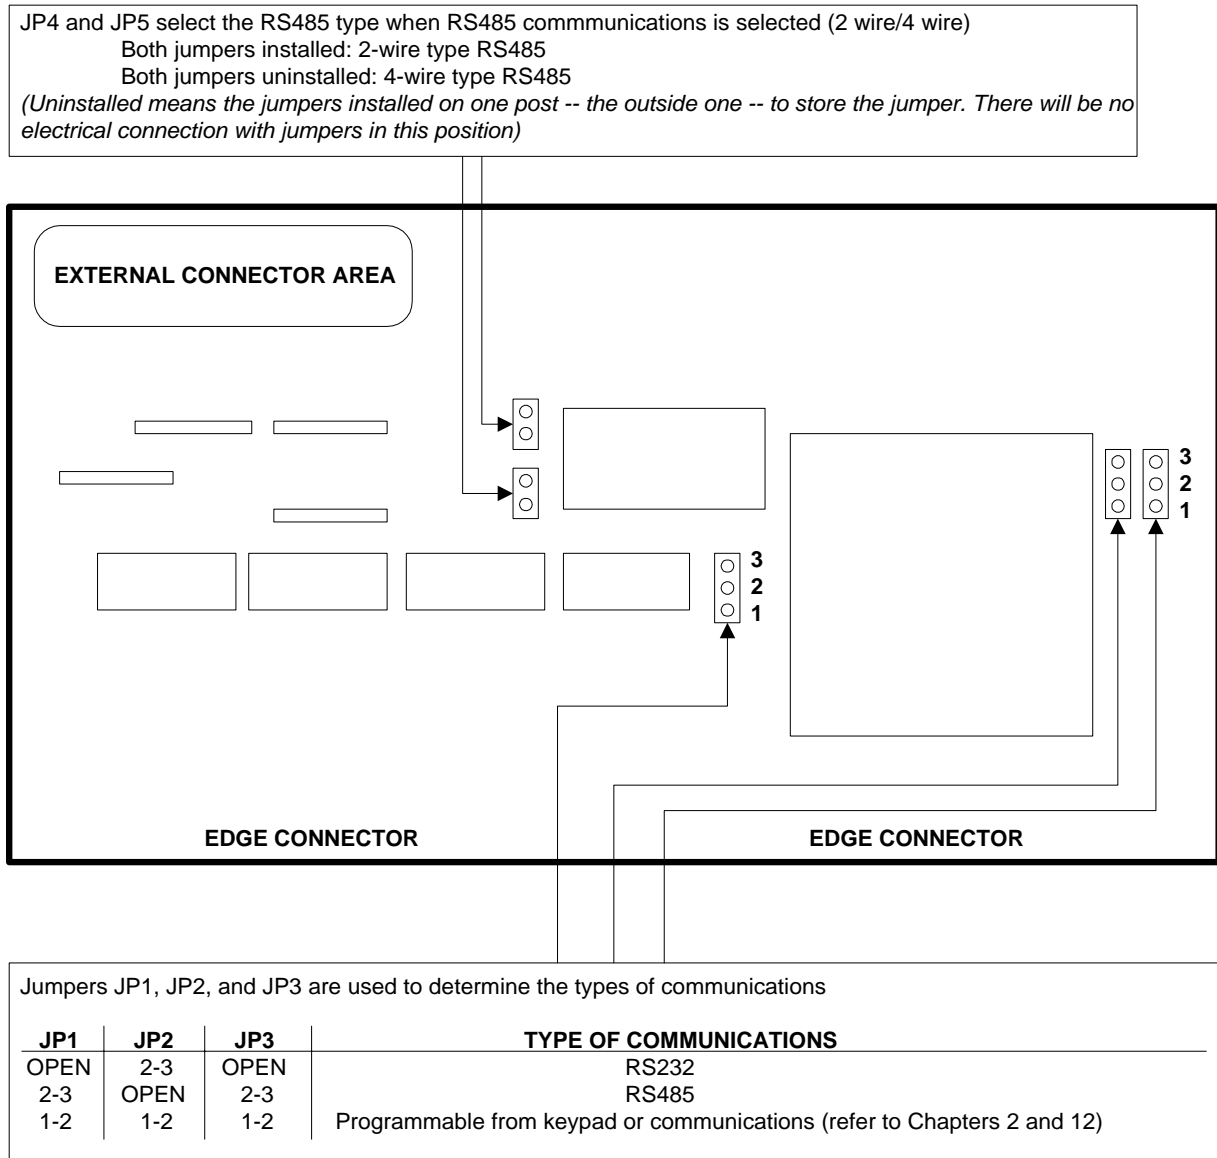 JP4 and JP5 select the RS485 type when RS485 commmunications is selected (2 wire/4 wire)
Both jumpers installed: 2-wire type RS485
Both jumpers uninstalled: 4-wire type RS485
(Uninstalled means the jumpers installed on one post -- the outside one -- to store the jumper. There will be no
electrical connection with jumpers in this position)
EXTERNAL CONNECTOR AREA
3
2
1
3
2
1
EDGE CONNECTOR EDGE CONNECTOR
Jumpers JP1, JP2, and JP3 are used to determine the types of communications
JP1 JP2 JP3 TYPE OF COMMUNICATIONS
OPEN 2-3 OPEN RS232
2-3 OPEN 2-3 RS485
1-2 1-2 1-2 Programmable from keypad or communications (refer to Chapters 2 and 12)